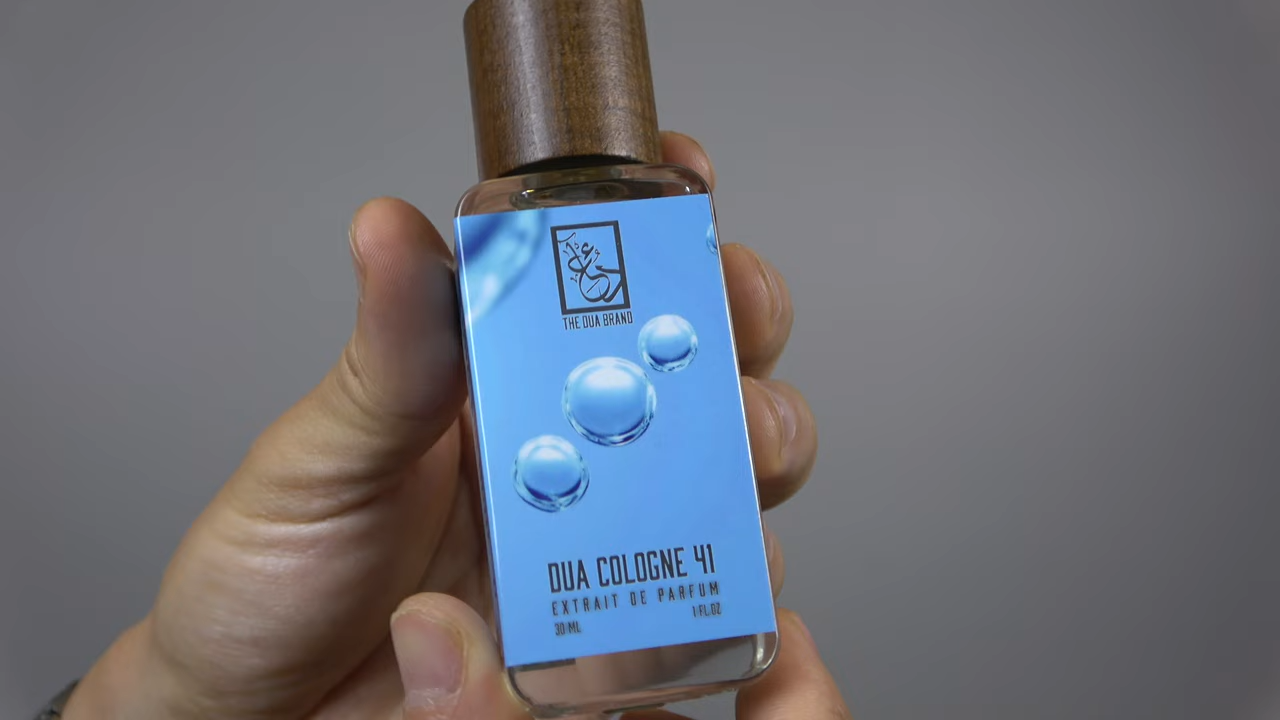 THE DUA BRAND
DUA COLOGNE 41
EXTRAIT DE PARFUM
30 ML 1 FL.OZ